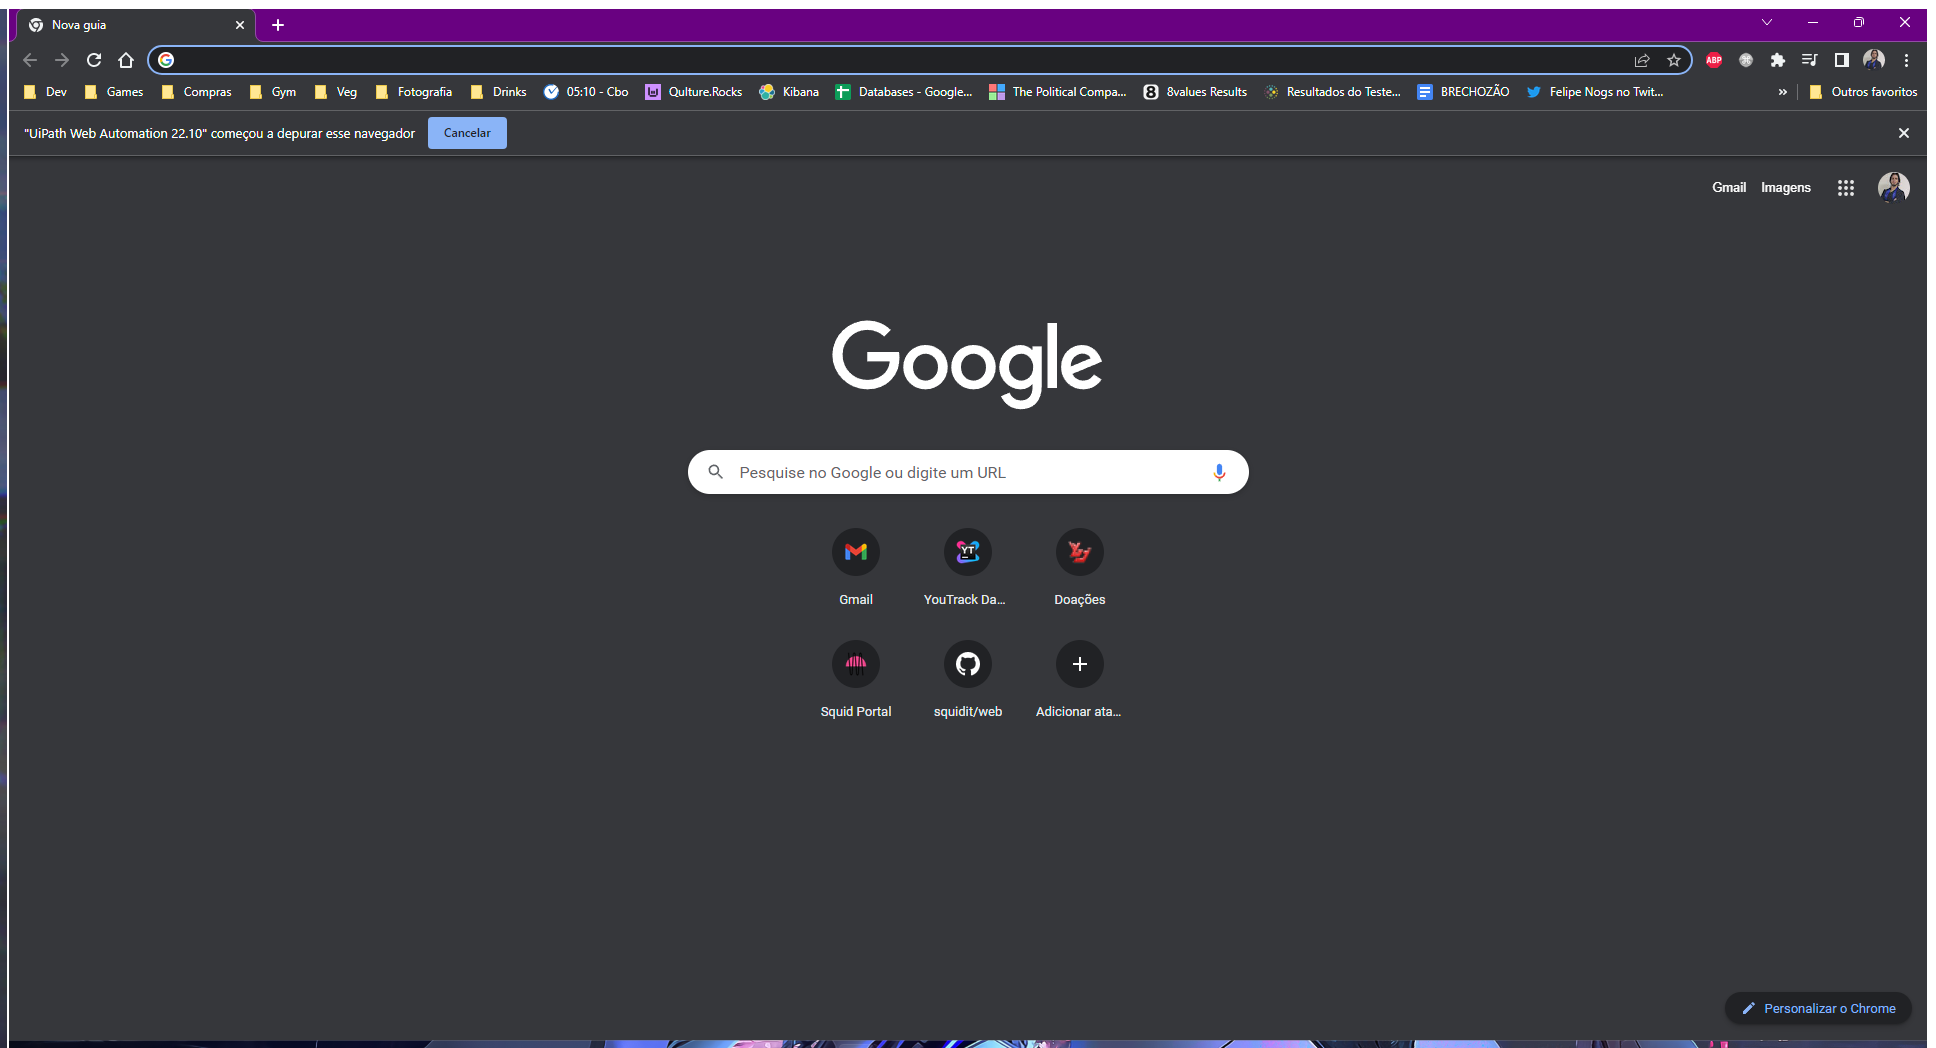 Nova guia
ABP
Dev Games Compras Gym Veg Fotografia Drinks 05:10 - Cbo Qulture.Rocks Kibana Databases - Google... The Political Compa... 8values Results Resultados do Teste... BRECHOZÃO Felipe Nogs no Twit... » Outros favoritos
"UiPath Web Automation 22.10" começou a depurar esse navegador Cancelar
Gmail Imagens
Google
Pesquise no Google ou digite um URL
YT
Gmail YouTrack Da... Doações
Squid Portal squidit/web Adicionar ata...
Personalizar o Chrome